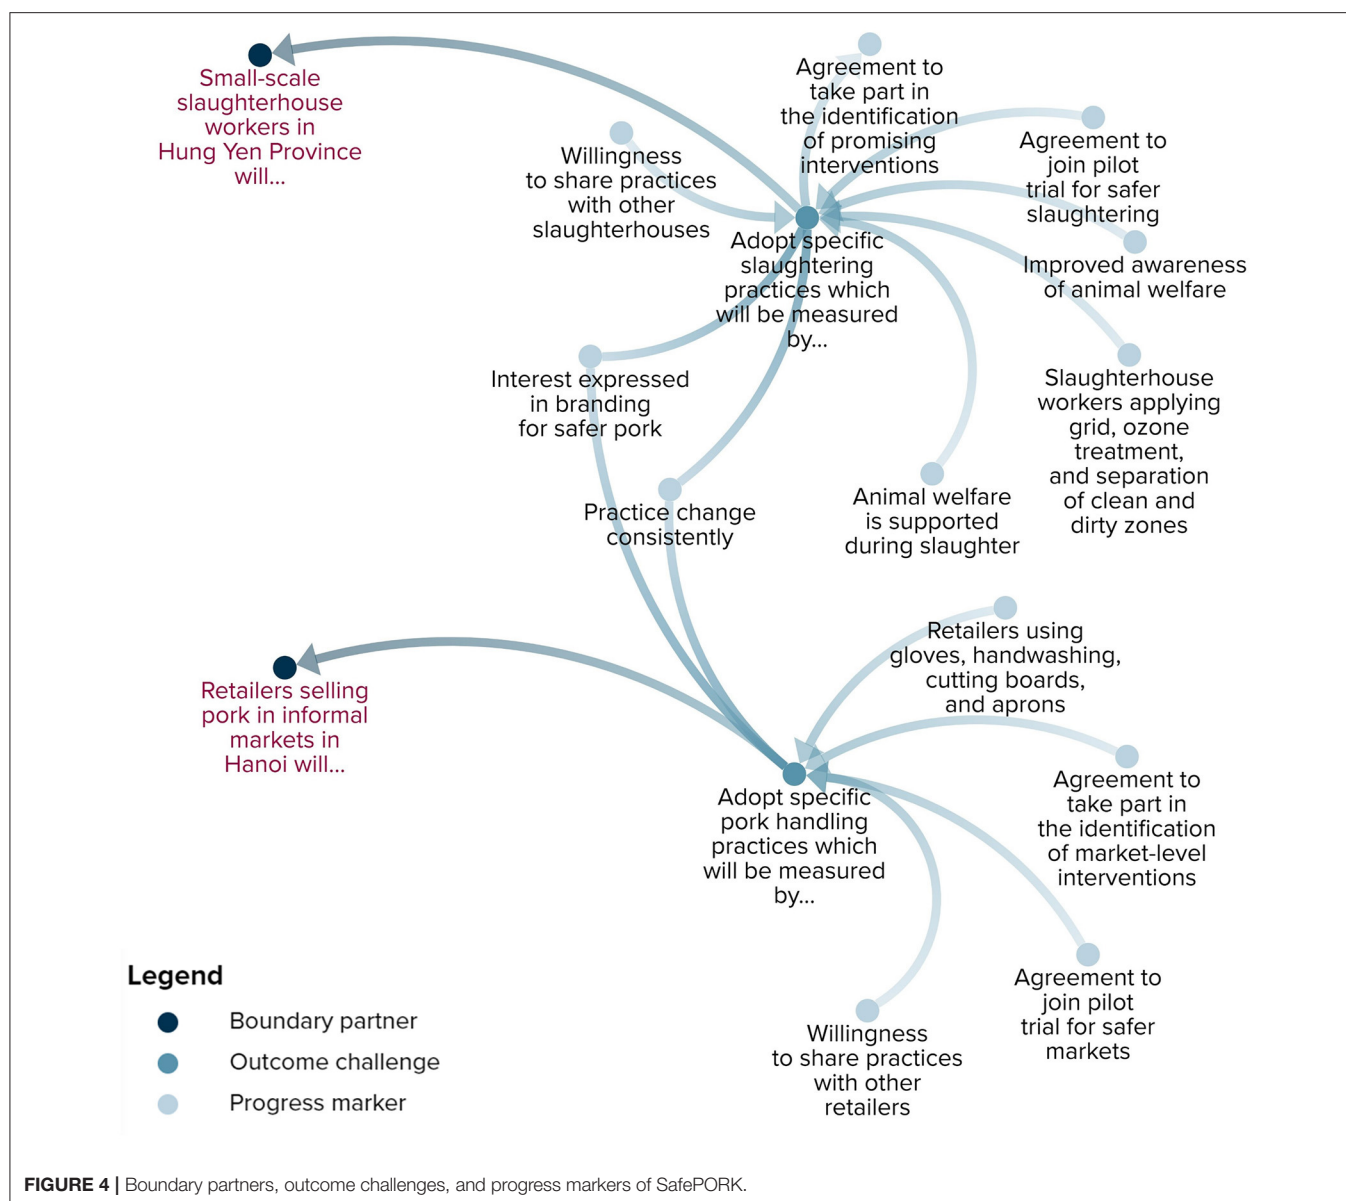 Small-scale
slaughterhouse
workers in
Hung Yen Province
will...
Willingness
to share practices
with other
slaughterhouses
Agreement to
take part in
the identification
of promising
interventions
Agreement to
join pilot
trial for safer
slaughtering
Adopt specific
slaughtering
practices which
will be measured
by...
Improved awareness
of animal welfare
Interest expressed
in branding
for safer pork
Slaughterhouse
workers applying
grid, ozone
treatment,
and separation
of clean and
dirty zones
Practice change
consistently
Animal welfare
is supported
during slaughter
Retailers using
gloves, handwashing,
cutting boards,
and aprons
Retailers selling
pork in informal
markets in
Hanoi will...
Adopt specific
pork handling
practices which
will be measured
by...
Agreement to
take part in
the identification
of market-level
interventions
Agreement to
join pilot
trial for safer
markets
Willingness
to share practices
with other
retailers
Legend
Boundary partner
Outcome challenge
Progress marker
FIGURE 4 | Boundary partners, outcome challenges, and progress markers of SafePORK.